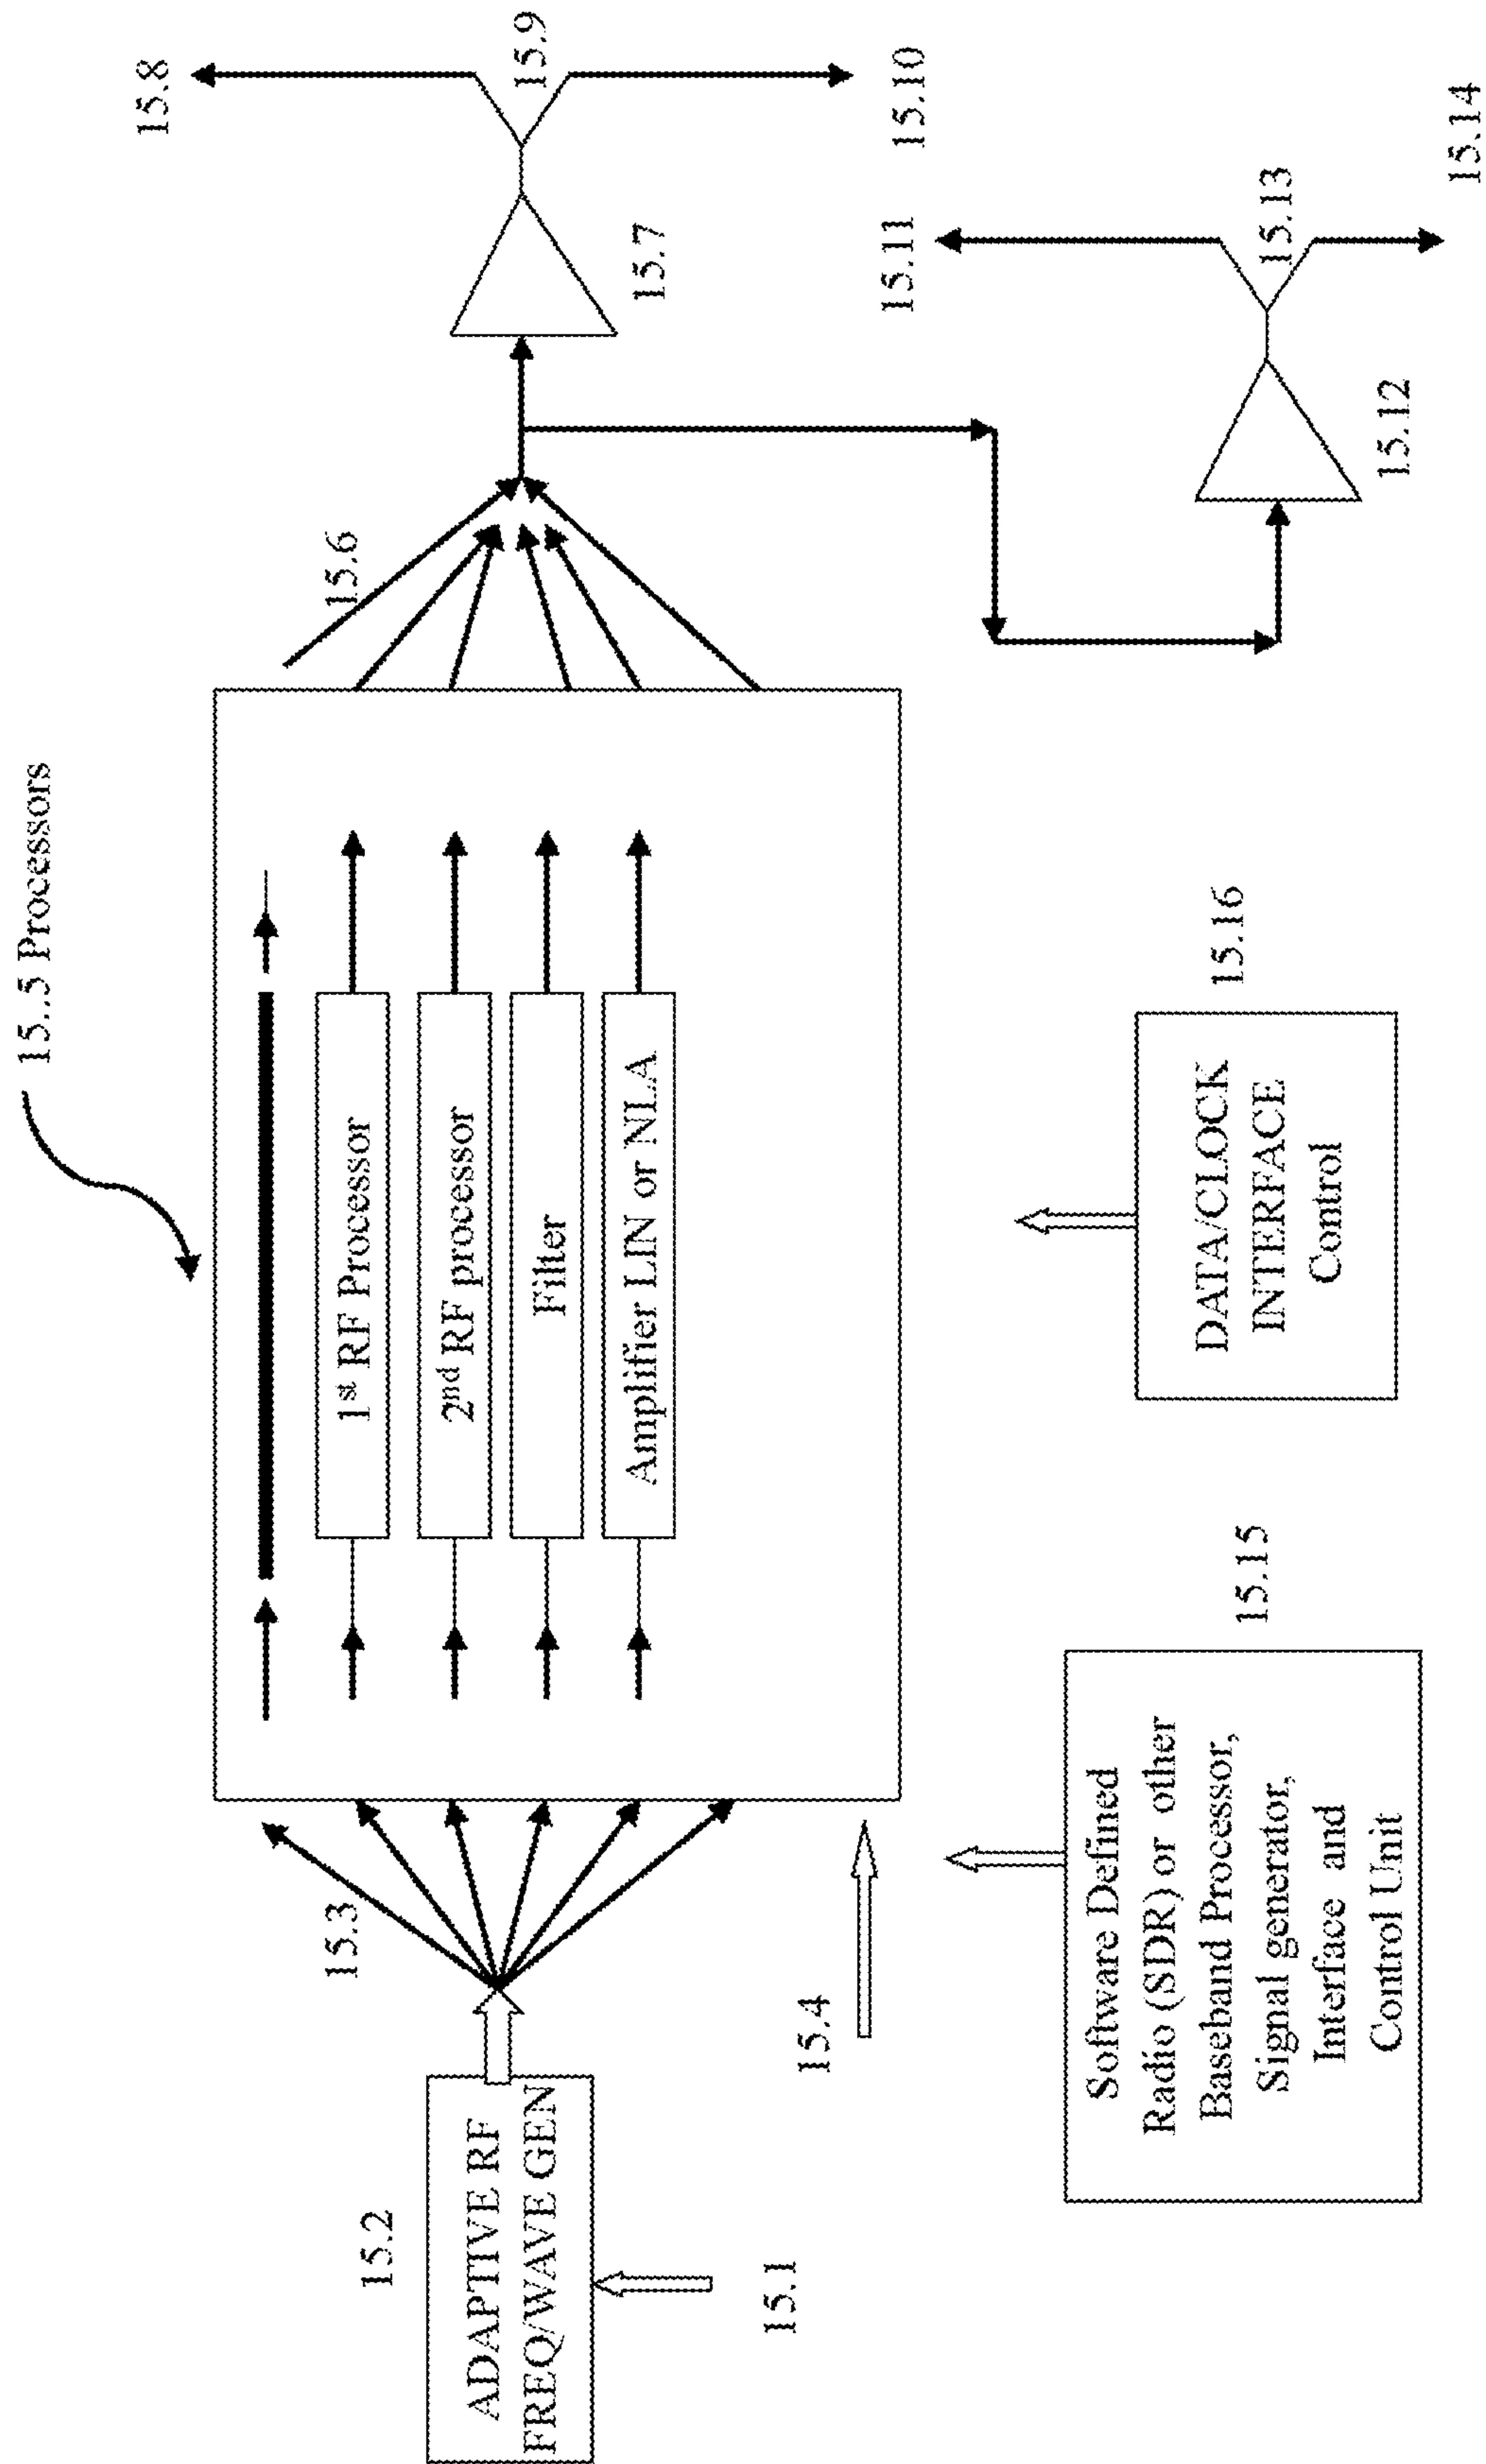 15..5 Processors
15.8
15.9
15.10
15.7
15.6
15.3
1st RF Processor
2nd RF processor
Filter
Amplifier LIN or NLA
15.2
ADAPTIVE RF
FREQ/WAVE GEN
15.1
15.4
15.11
15.13
15.14
15.12
15.15
Software Defined
Radio (SDR) or other
Baseband Processor,
Signal generator,
Interface and
Control Unit
15.16
DATA/CLOCK
INTERFACE
Control